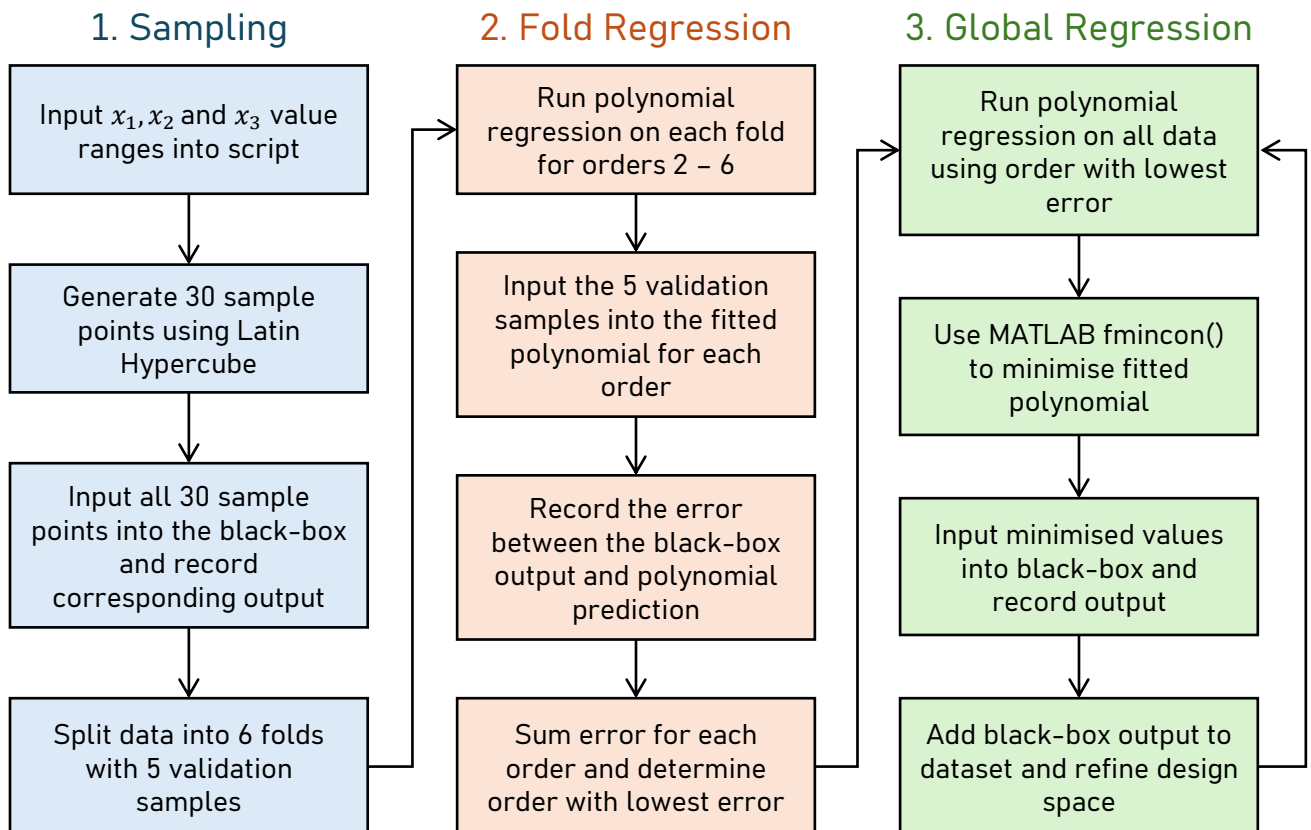 1. Sampling
Input x₁, x₂ and x₃ value
ranges into script
Generate 30 sample
points using Latin
Hypercube
Input all 30 sample
points into the black-box
and record
corresponding output
Split data into 6 folds
with 5 validation
samples
2. Fold Regression
Run polynomial
regression on each fold
for orders 2 – 6
Input the 5 validation
samples into the fitted
polynomial for each
order
Record the error
between the black-box
output and polynomial
prediction
Sum error for each
order and determine
order with lowest error
3. Global Regression
Run polynomial
regression on all data
using order with lowest
error
Use MATLAB fmincon()
to minimise fitted
polynomial
Input minimised values
into black-box and
record output
Add black-box output to
dataset and refine design
space